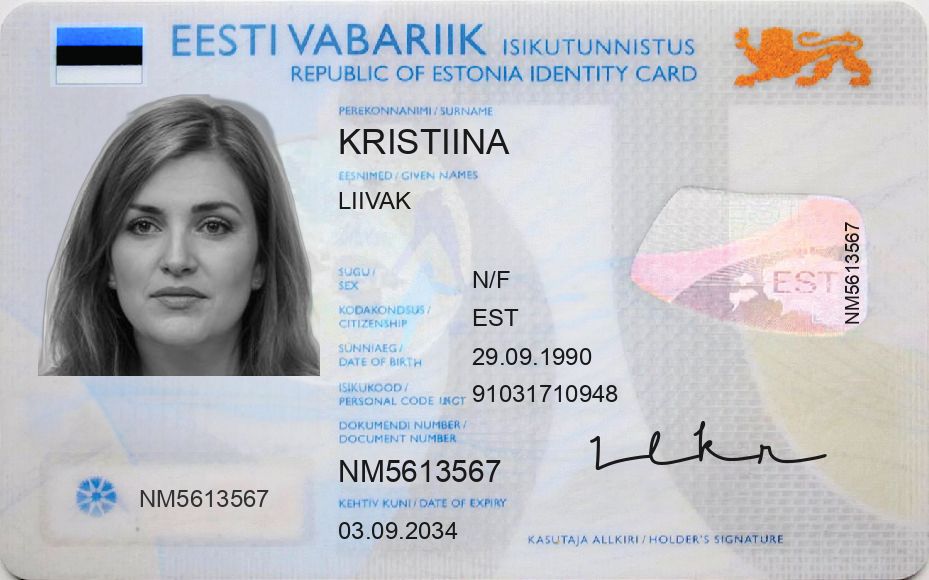 EESTI VABARIIK ISIKUTUNNISTUS
REPUBLIC OF ESTONIA IDENTITY CARD
PEREKONNANIMI / SURNAME
KRISTIINA
EESNIMED / GIVEN NAMES
LIIVAK
SUGU /
SEX
N/F
KODAKONDSUS /
CITIZENSHIP
EST
SÜNNIAEG /
DATE OF BIRTH
29.09.1990
ISIKUKOOD /
PERSONAL CODE
91031710948
DOKUMENDI NUMBER /
DOCUMENT NUMBER
NM5613567
KEHTIV KUNI / DATE OF EXPIRY
03.09.2034
NM5613567
EST
NM5613567
KASUTAJA ALLKIRI / HOLDER'S SIGNATURE